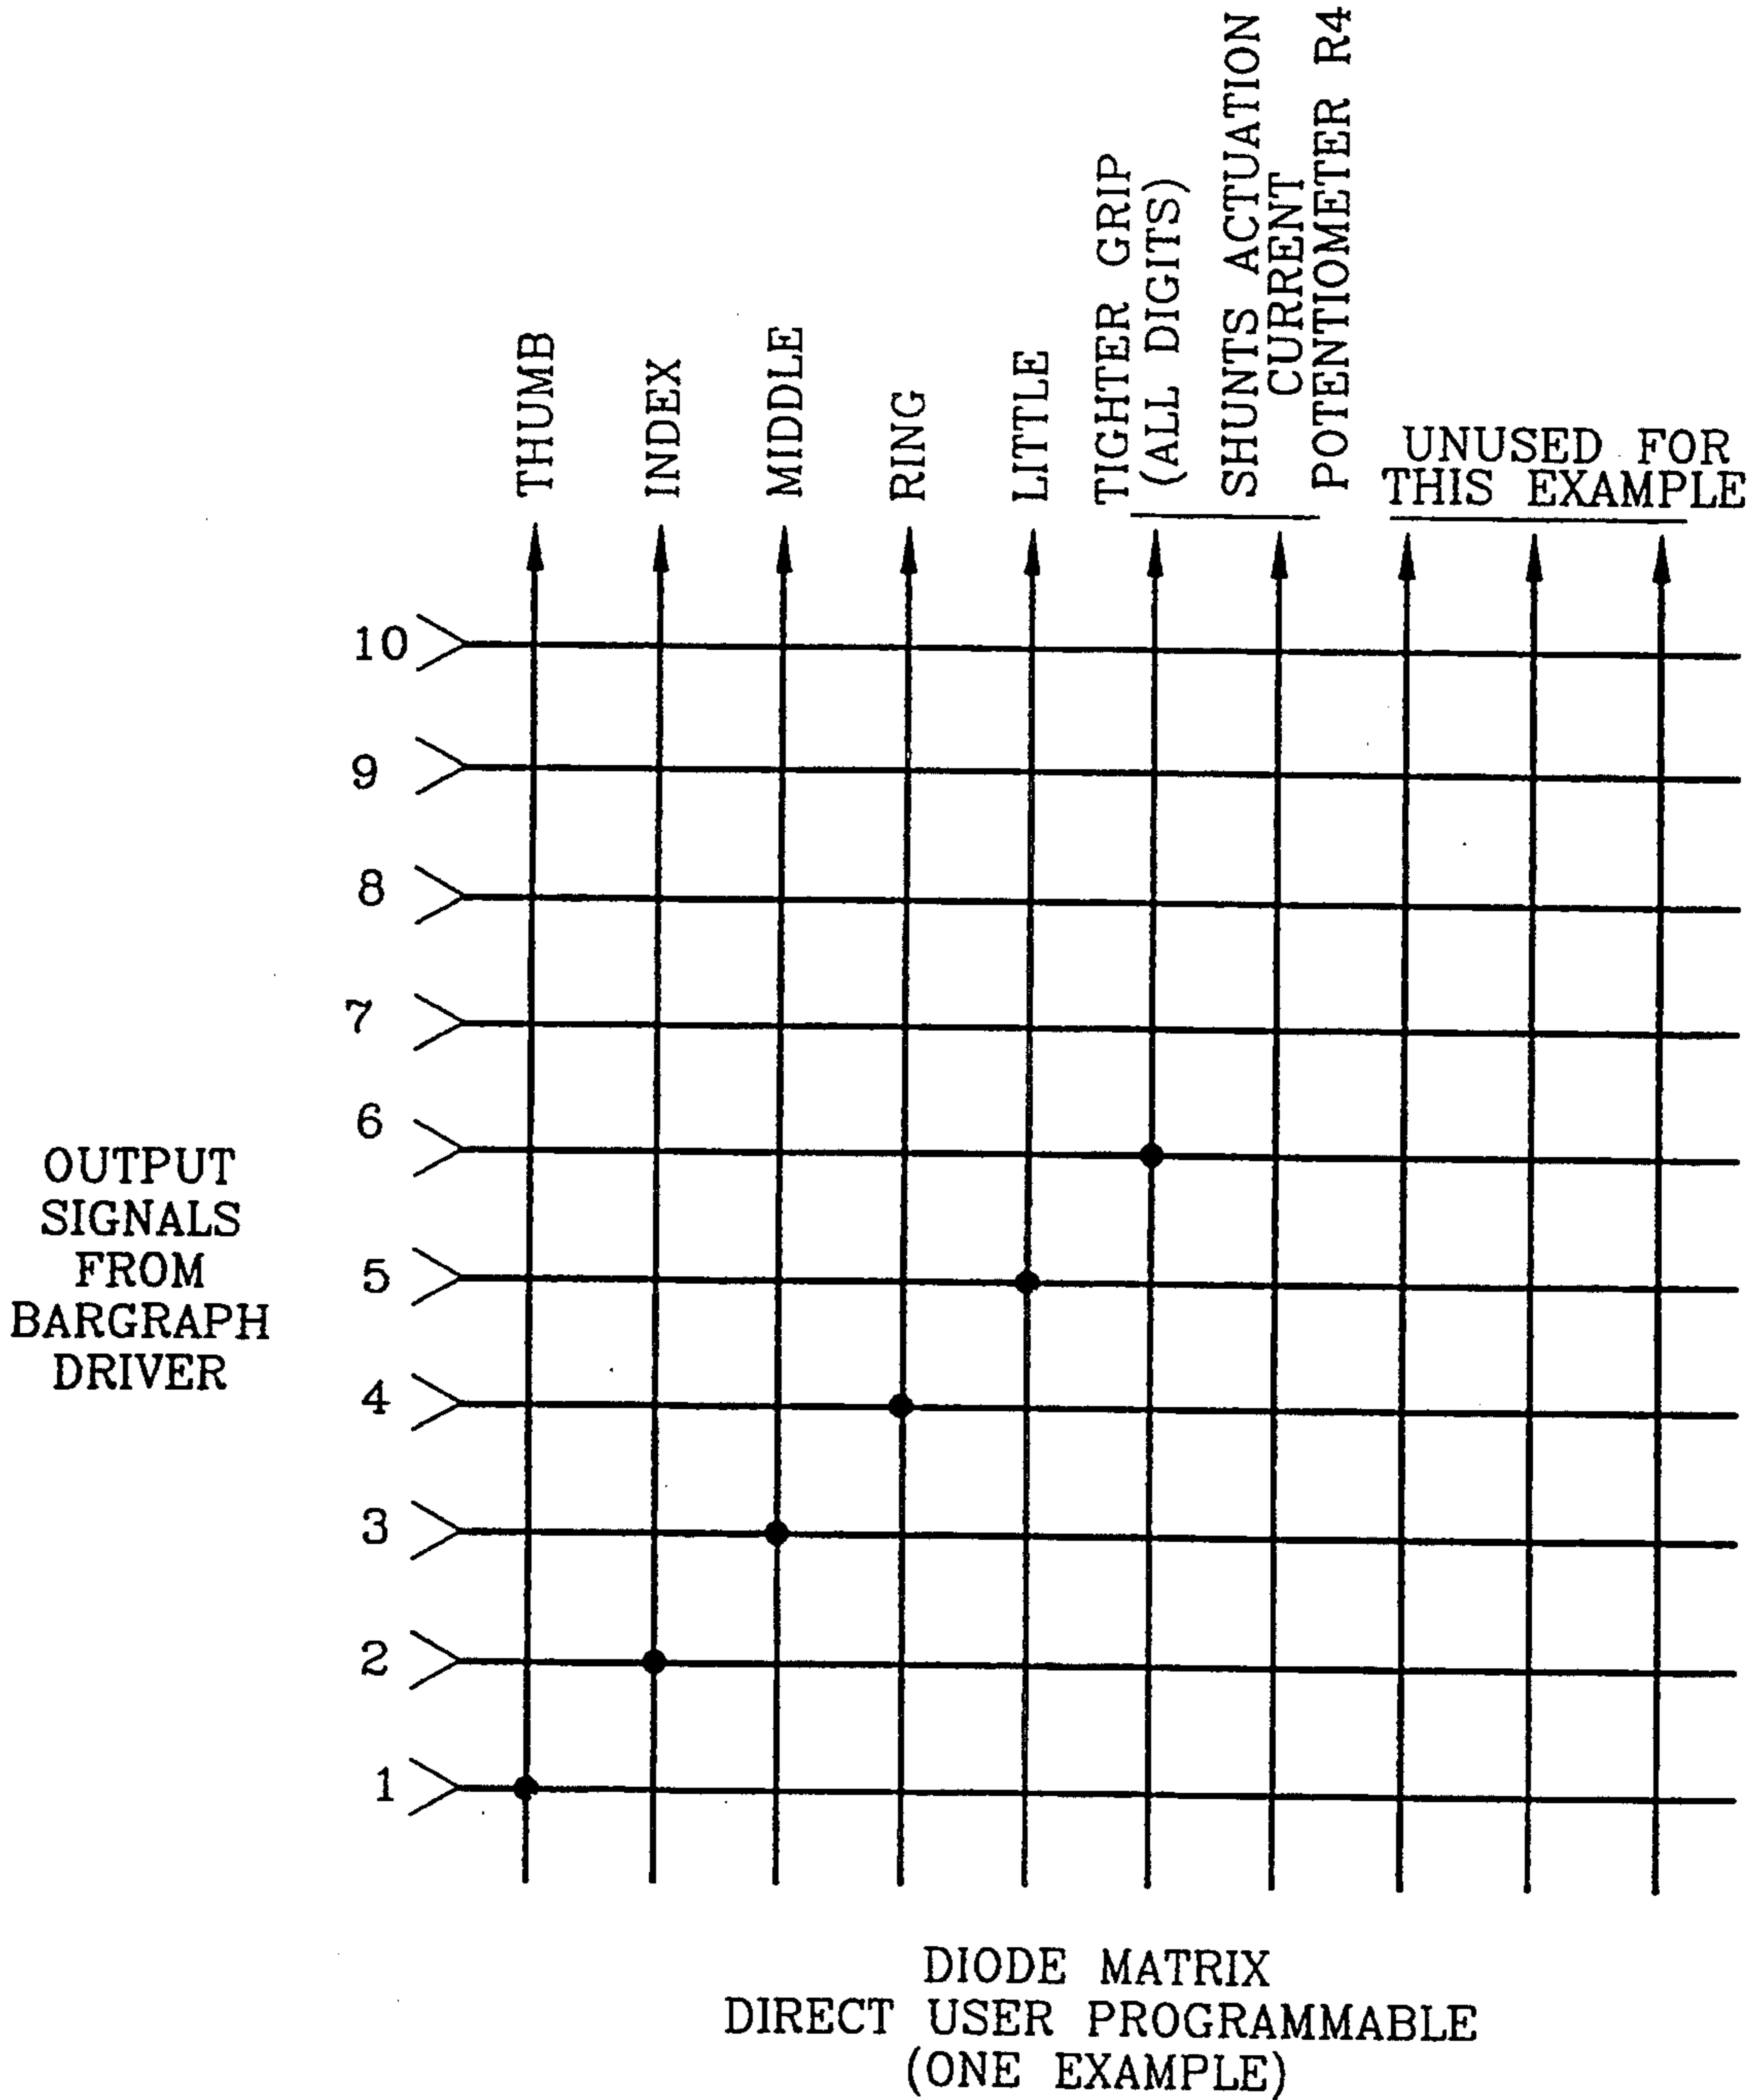 THUMB
INDEX
MIDDLE
RING
LITTLE
TIGHTER GRIP
(ALL DIGITS)
SHUNTS ACTUATION
CURRENT
POTENTIOMETER R4
UNUSED FOR
THIS EXAMPLE
10
9
8
7
6
5
4
3
2
1
OUTPUT
SIGNALS
FROM
BARGRAPH
DRIVER
DIODE MATRIX
DIRECT USER PROGRAMMABLE
(ONE EXAMPLE)